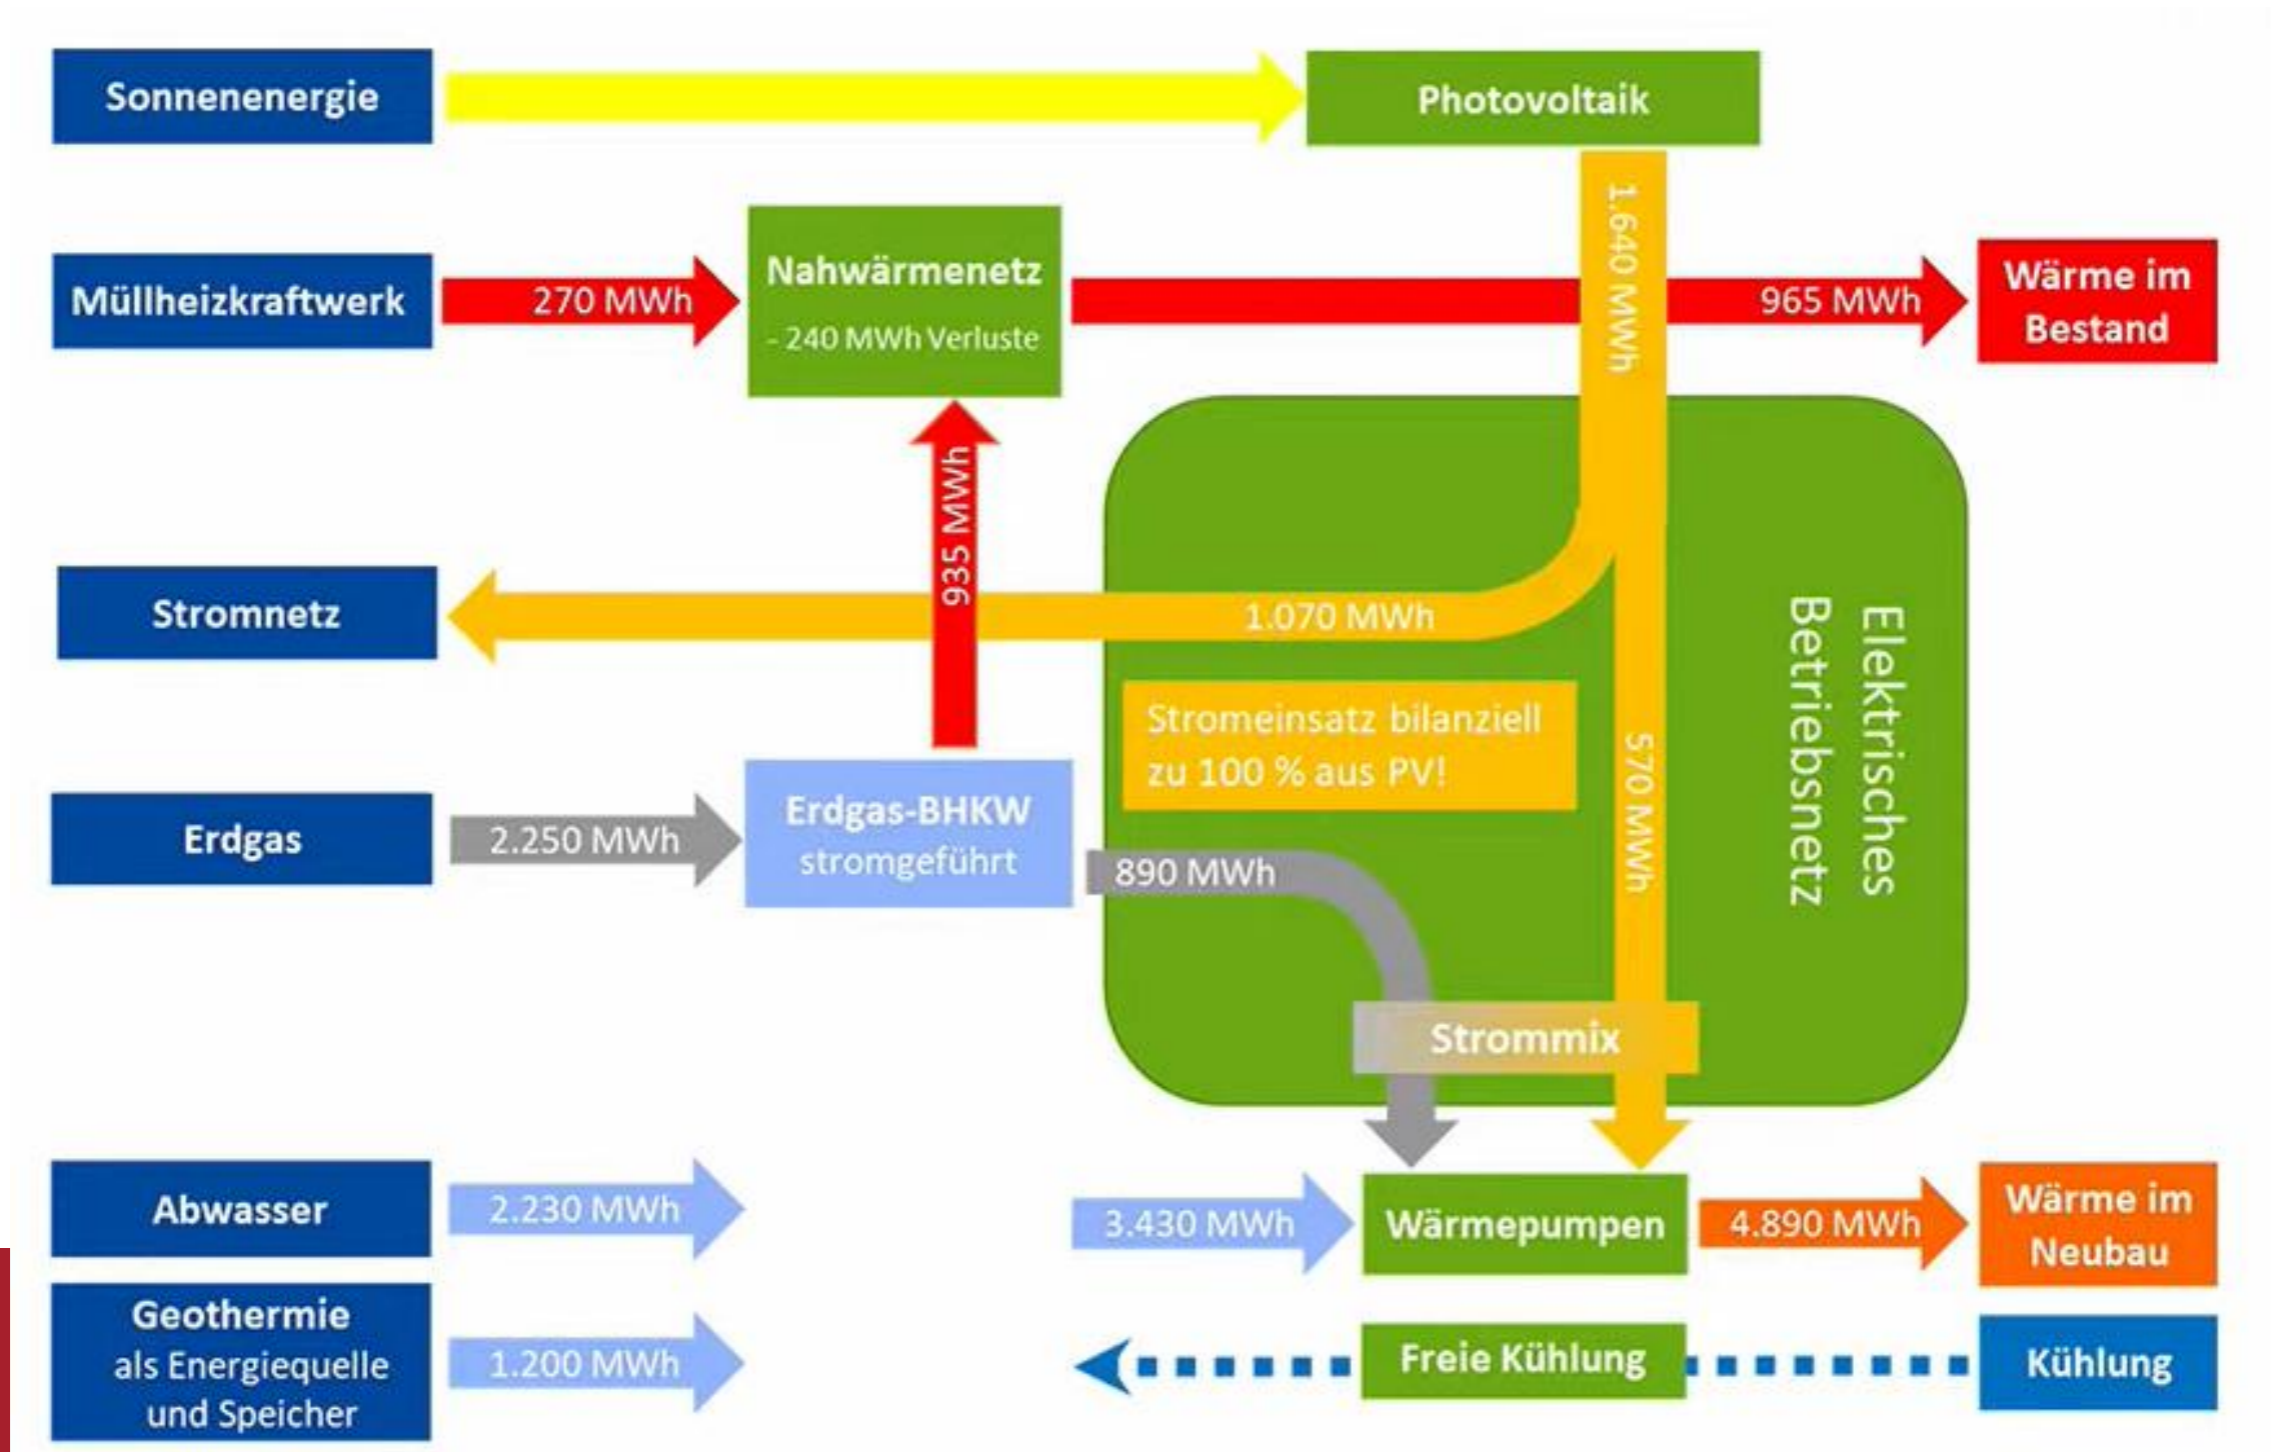 Sonnenenergie
Photovoltaik
1.640 MWh
Müllheizkraftwerk
270 MWh
Nahwärmenetz
- 240 MWh Verluste
965 MWh
Wärme im
Bestand
935 MWh
Stromnetz
1.070 MWh
Elektrisches
Betriebsnetz
Stromeinsatz bilanziell
zu 100 % aus PV!
570 MWh
Erdgas
2.250 MWh
Erdgas-BHKW
stromgeführt
890 MWh
Strommix
Abwasser
2.230 MWh
3.430 MWh
Wärmepumpen
4.890 MWh
Wärme im
Neubau
Geothermie
als Energiequelle
und Speicher
1.200 MWh
Freie Kühlung
Kühlung